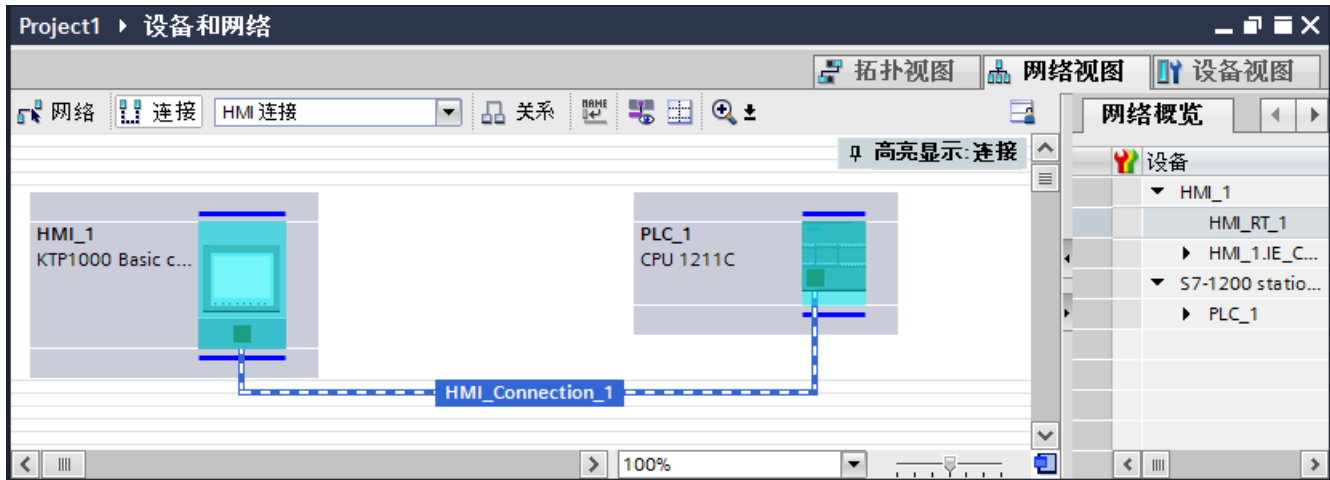 Project1 ▸ 设备和网络
拓扑视图 网络视图 设备视图
网络 连接 HMI 连接 关系 NAME 网络概览
高亮显示:连接
设备
HMI_1
HMI_RT_1
HMI_1.IE_C...
S7-1200 statio...
PLC_1
HMI_1
KTP1000 Basic c...
PLC_1
CPU 1211C
HMI_Connection_1
100%